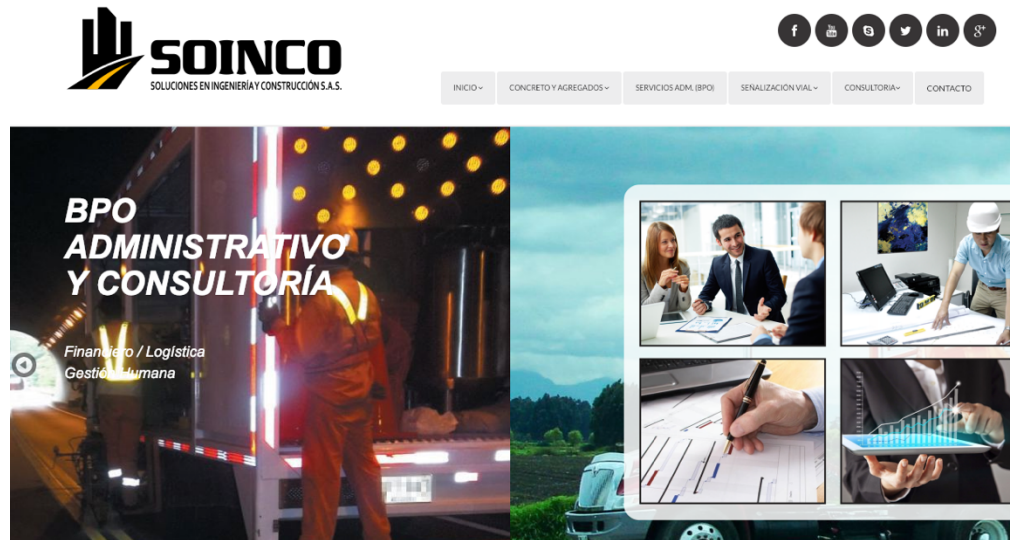 SOINCO
SOLUCIONES EN INGENIERÍA Y CONSTRUCCIÓN S.A.S.
INICIO
CONCRETO Y AGREGADOS
SERVICIOS ADM. (BPO)
SEÑALIZACIÓN VIAL
CONSULTORIA
CONTACTO
BPO
ADMINISTRATIVO
Y CONSULTORÍA
Financiero / Logística
Gestión Humana